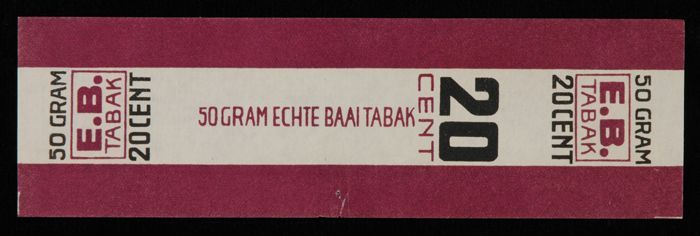 50 GRAM
E.B.
TABAK
20 CENT
50 GRAM ECHTE BAAI TABAK
CENT
20
50 GRAM
E.B.
TABAK
20 CENT